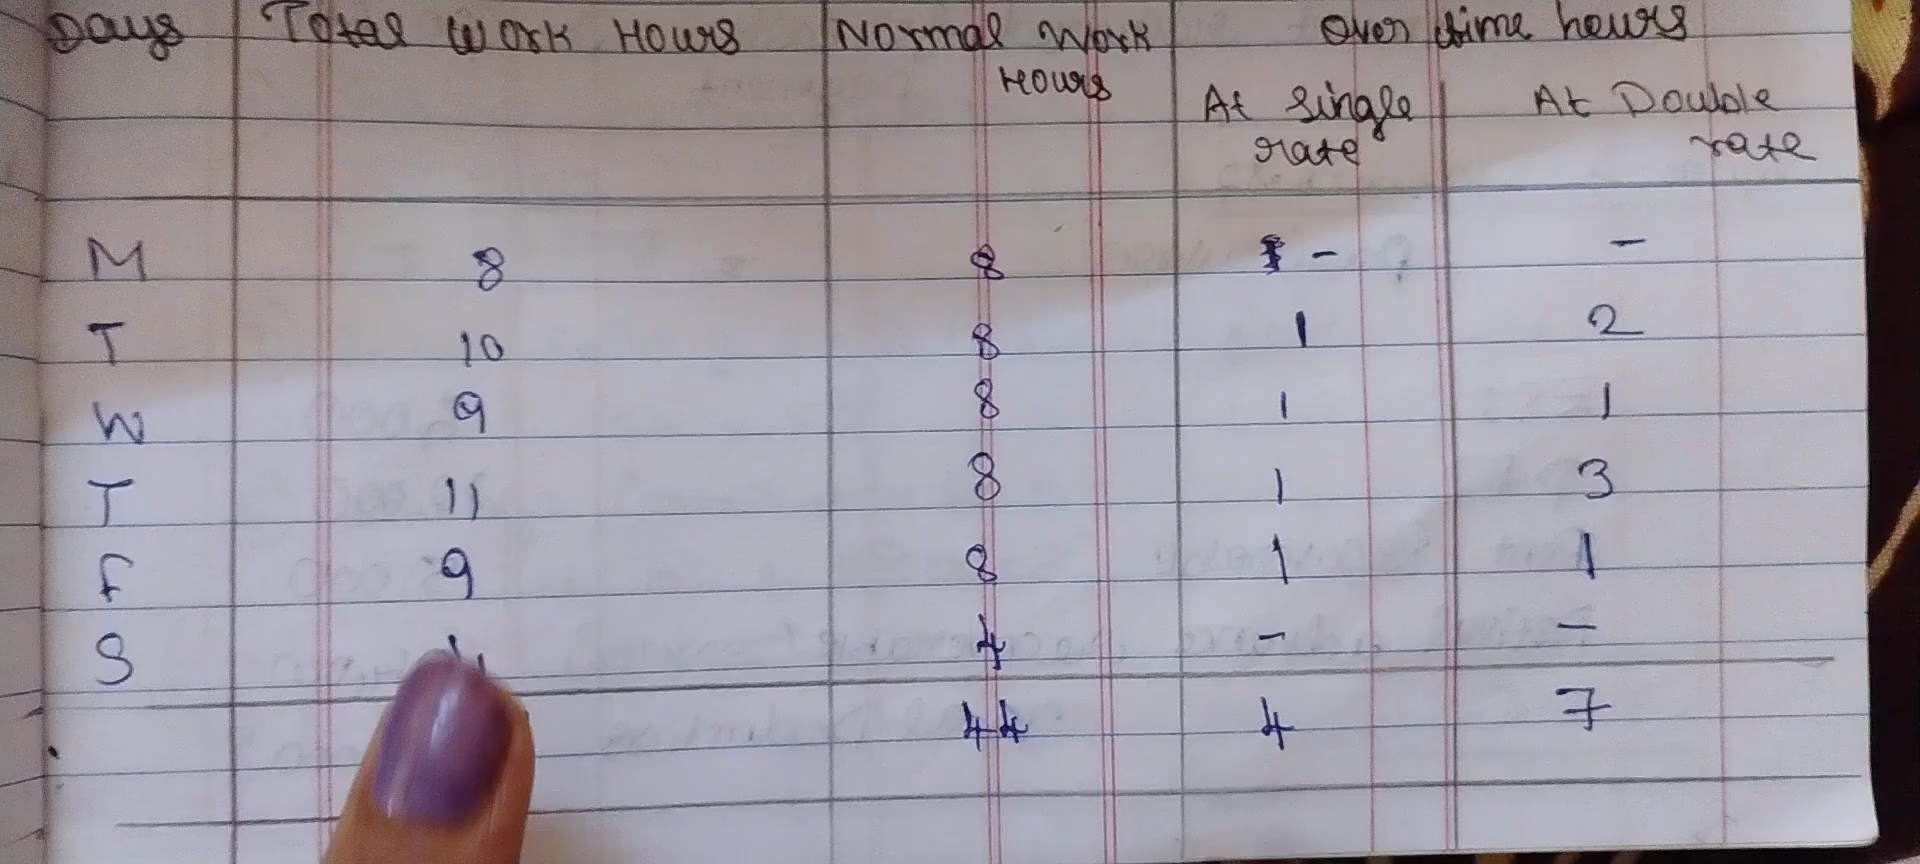 Days Total Work Hours Normal Work Hours Over time hours
At Single rate At Double rate
M 8 8 - -
T 10 8 1 2
W 9 8 1 1
T 11 8 1 3
F 9 8 1 1
S 4 - -
44 4 7